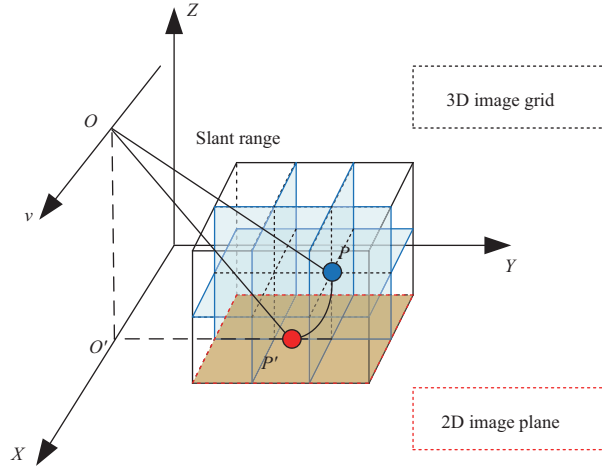 Z
3D image grid
O
Slant range
v
P
Y
O'
P'
2D image plane
X